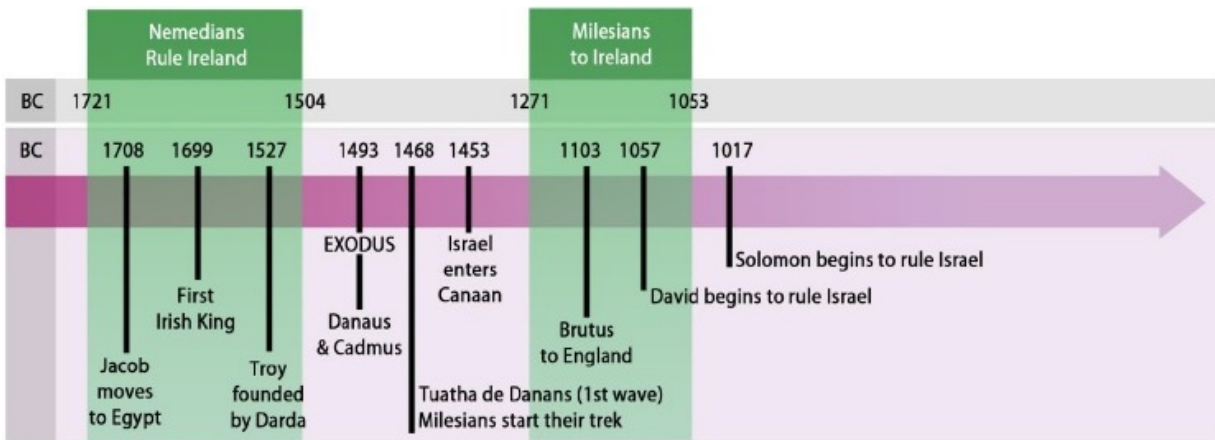 Nemedians
Rule Ireland
Milesians
to Ireland
BC 1721 1504 1271 1053
BC 1708 1699 1527 1493 1468 1453 1103 1057 1017
EXODUS
Israel
enters
Canaan
Solomon begins to rule Israel
David begins to rule Israel
First
Irish King
Danaus
& Cadmus
Brutus
to England
Jacob
moves
to Egypt
Troy
founded
by Darda
Tuatha de Danans (1st wave)
Milesians start their trek